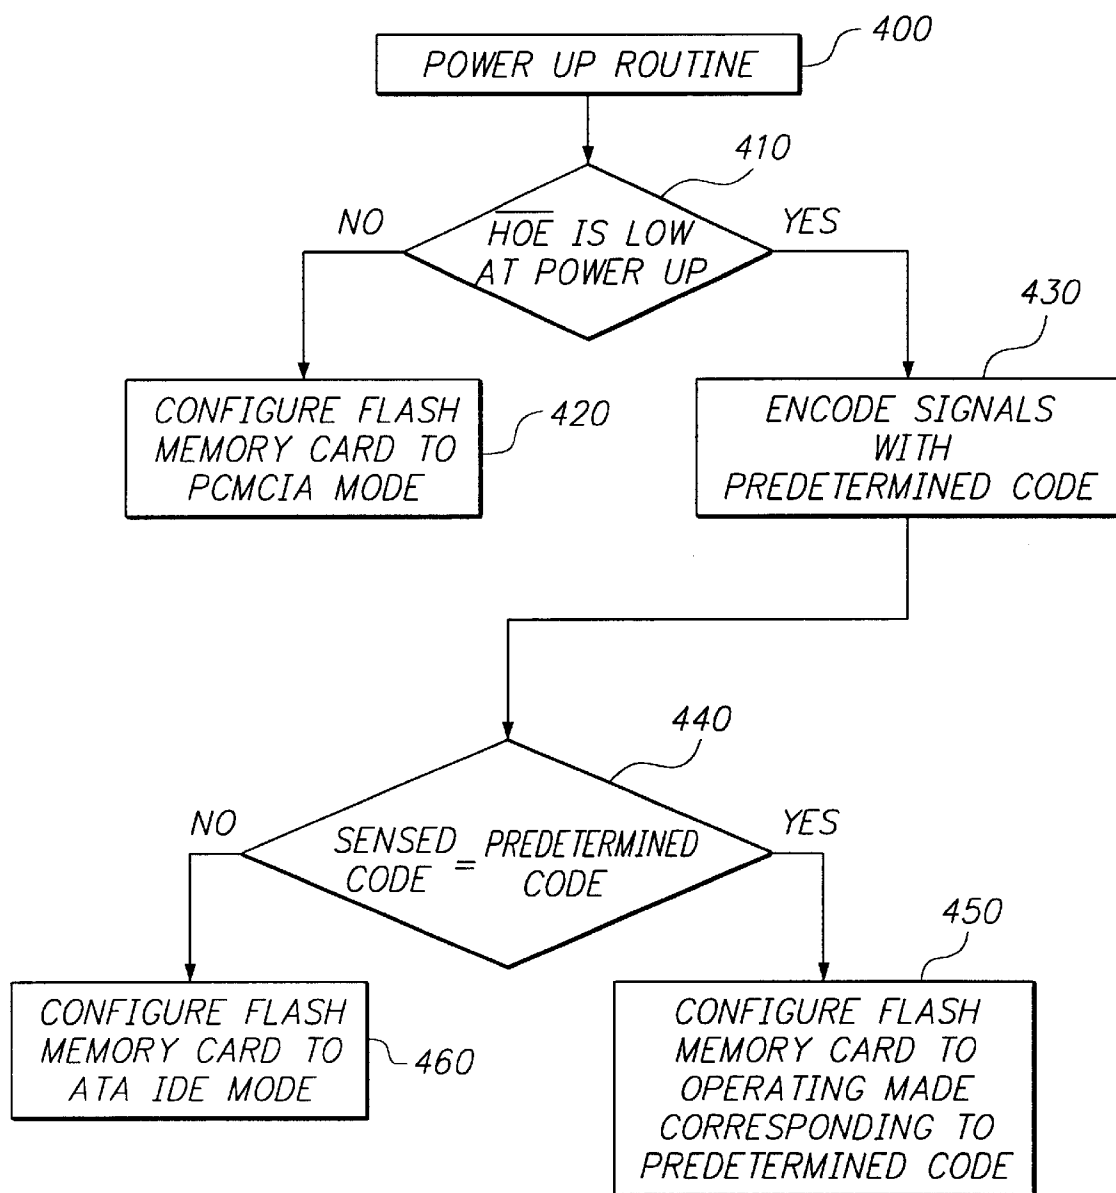 400
POWER UP ROUTINE
410
NO
YES
H̅O̅E̅ IS LOW
AT POWER UP
430
CONFIGURE FLASH
MEMORY CARD TO
PCMCIA MODE
420
ENCODE SIGNALS
WITH
PREDETERMINED CODE
440
NO
YES
SENSED CODE = PREDETERMINED CODE
450
CONFIGURE FLASH
MEMORY CARD TO
ATA IDE MODE
460
CONFIGURE FLASH
MEMORY CARD TO
OPERATING MADE
CORRESPONDING TO
PREDETERMINED CODE